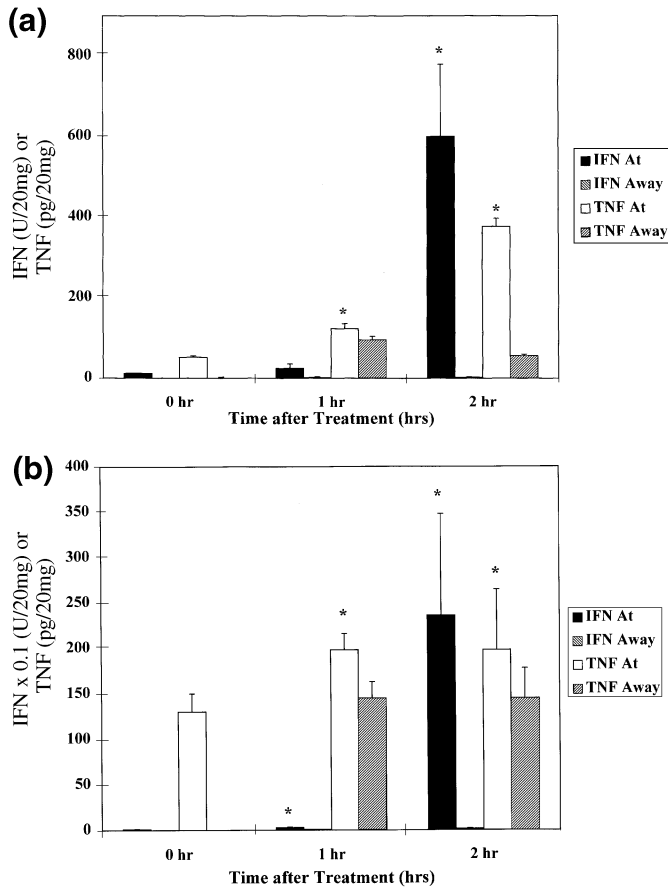 (a)
IFN (U/20mg) or
TNF (pg/20mg)
800
600
400
200
0
*
*
*
0 hr
1 hr
2 hr
Time after Treatment (hrs)
IFN At
IFN Away
TNF At
TNF Away
(b)
IFN x 0.1 (U/20mg) or
TNF (pg/20mg)
400
350
300
250
200
150
100
50
0
*
*
*
*
0 hr
1 hr
2 hr
Time after Treatment (hrs)
IFN At
IFN Away
TNF At
TNF Away